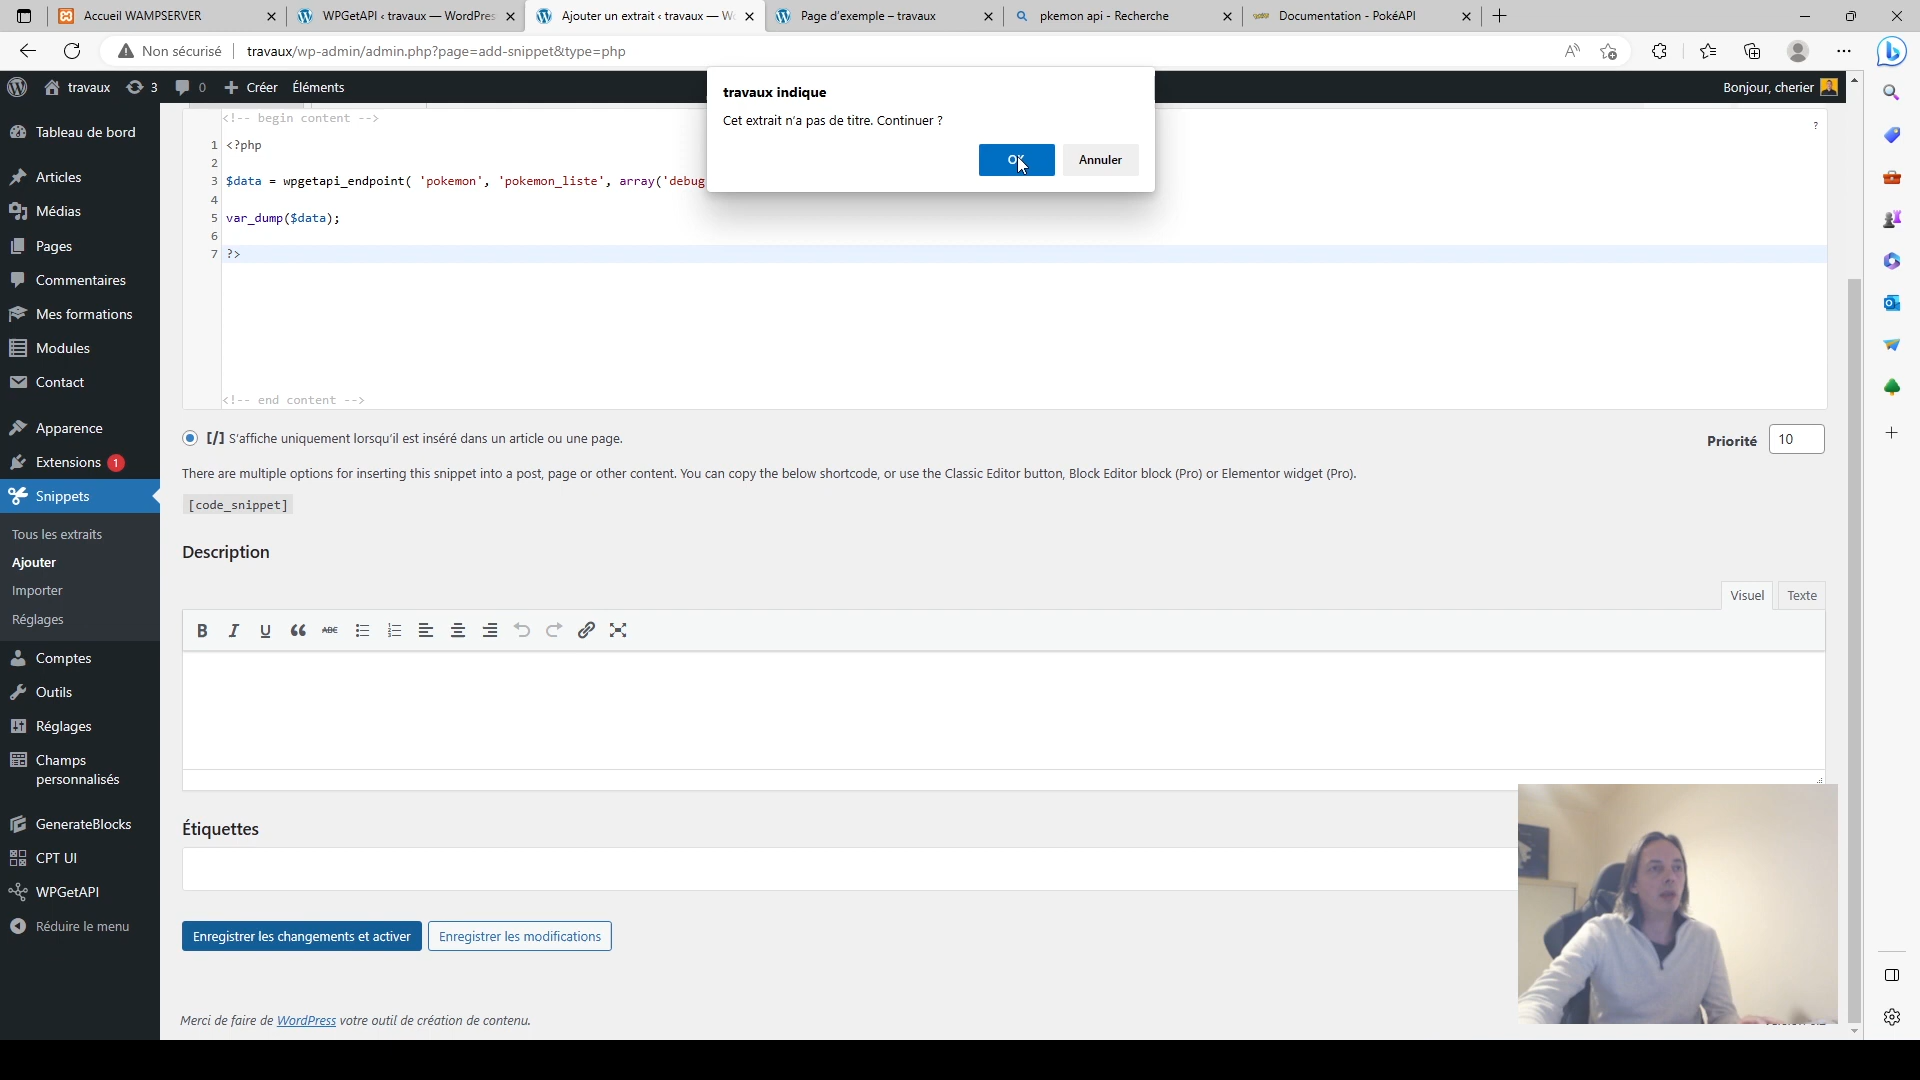 Accueil WAMPSERVER
WPGetAPI ‹ travaux — WordPres
Ajouter un extrait ‹ travaux — W
Page d'exemple – travaux
pkemon api - Recherche
Documentation - PokéAPI
Non sécurisé
travaux/wp-admin/admin.php?page=add-snippet&type=php
travaux
3
0
Créer
Éléments
Bonjour, cherier
travaux indique
Cet extrait n'a pas de titre. Continuer ?
OK
Annuler
Tableau de bord
Articles
Médias
Pages
Commentaires
Mes formations
Modules
Contact
Apparence
Extensions 1
Snippets
Tous les extraits
Ajouter
Importer
Réglages
Comptes
Outils
Réglages
Champs
personnalisés
GenerateBlocks
CPT UI
WPGetAPI
Réduire le menu
<!-- begin content -->
?
1 <?php
2
3 $data = wpgetapi_endpoint( 'pokemon', 'pokemon_liste', array('debug
4
5 var_dump($data);
6
7 ?>
<!-- end content -->
[/] S'affiche uniquement lorsqu'il est inséré dans un article ou une page.
Priorité 10
There are multiple options for inserting this snippet into a post, page or other content. You can copy the below shortcode, or use the Classic Editor button, Block Editor block (Pro) or Elementor widget (Pro).
[code_snippet]
Description
Visuel
Texte
B I U ABC
Étiquettes
Enregistrer les changements et activer
Enregistrer les modifications
Merci de faire de WordPress votre outil de création de contenu.